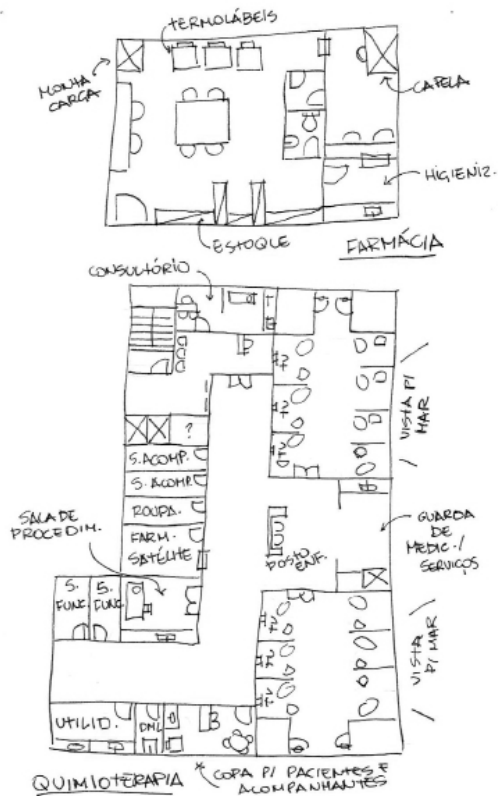 TERMOLÁBEIS
MONTA
CARGA
CAPELA
HIGIENIZ.
ESTOQUE
FARMÁCIA
CONSULTÓRIO
VISTA P/
MAR
?
S. ACOMP.
S. ACOMP.
ROUPA.
FARM.
SATÉLITE
SALA DE
PROCEDIM.
POSTO
ENF.
GUARDA
DE
MEDIC./
SERVIÇOS
S.
FUNC.
S.
FUNC.
VISTA
P/ MAR
UTILID.
DML
QUIMIOTERAPIA
* COPA P/ PACIENTES E
ACOMPANHANTES